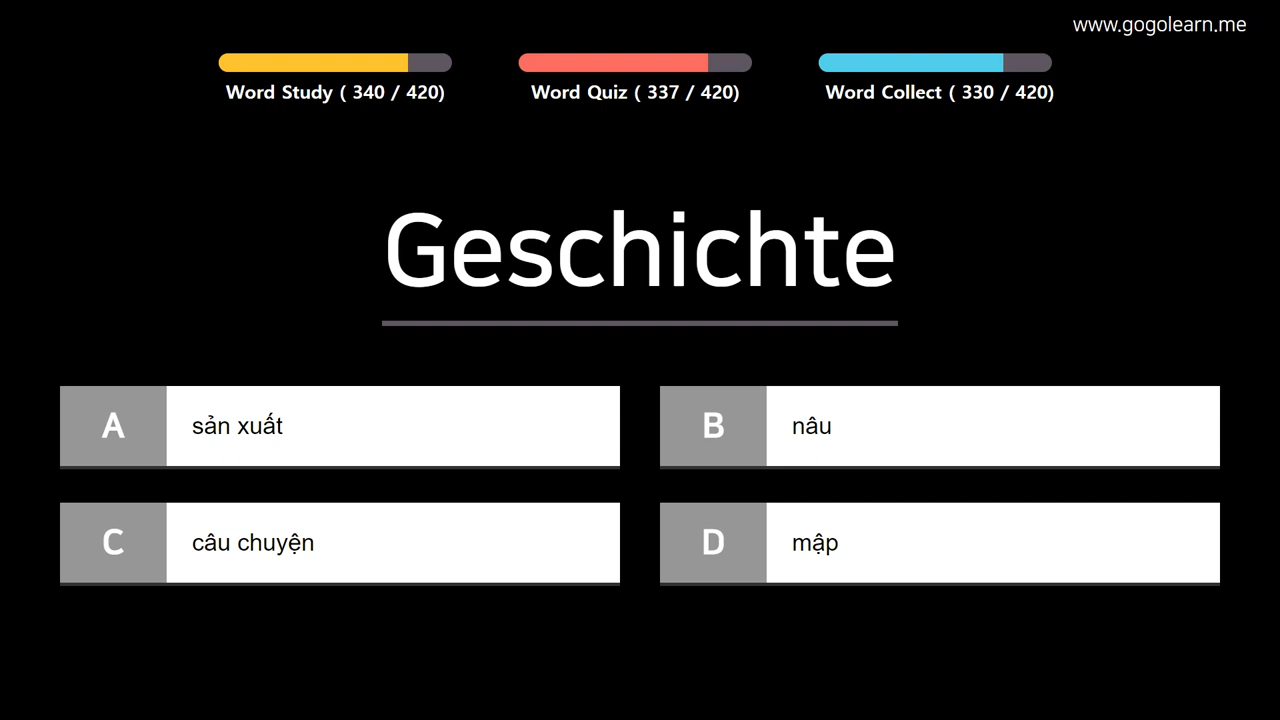 www.gogolearn.me
Word Study ( 340 / 420)
Word Quiz ( 337 / 420)
Word Collect ( 330 / 420)
Geschichte
A sản xuất
B nâu
C câu chuyện
D mập